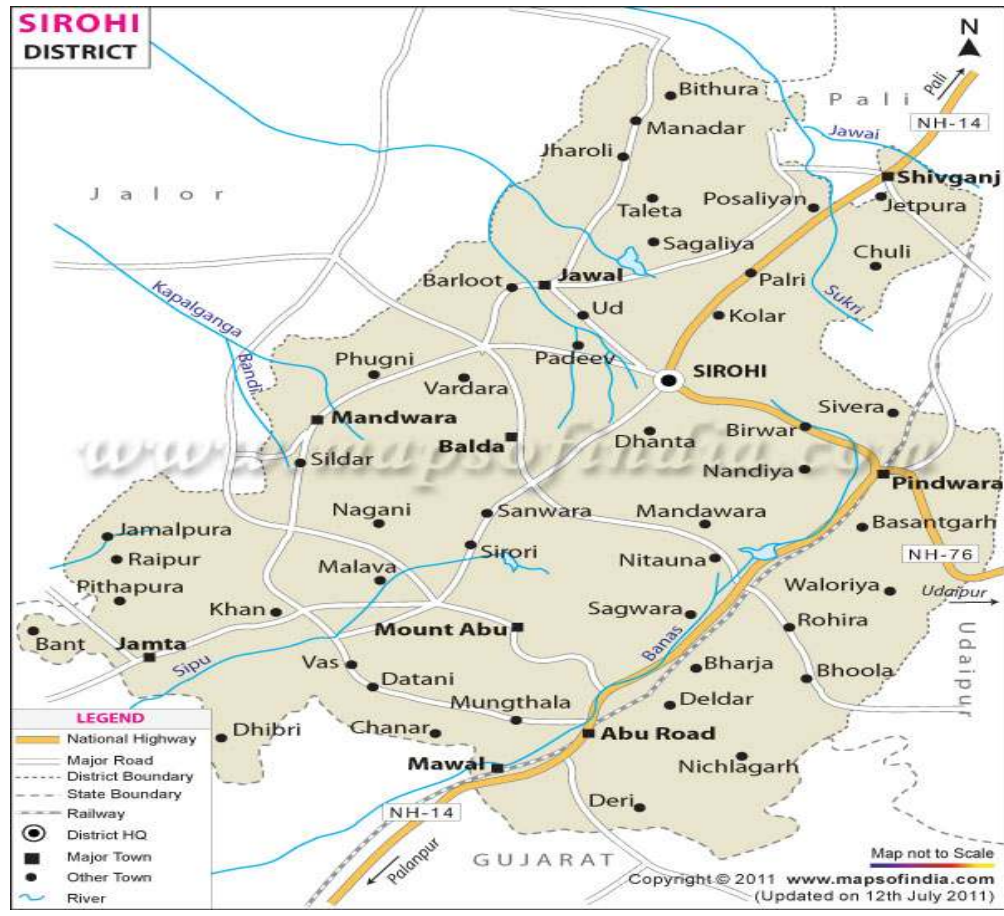 SIROHI
DISTRICT
N
Pali
Pali
NH-14
Jawai
Bithura
Manadar
Jharoli
Shivganj
Jetpura
Jalor
Taleta
Posaliyan
Sagaliya
Chuli
Jawal
Barloot
Palri
Kapalganga
Ud
Kolar
Sukri
Bandi
Phugni
Padeev
Vardara
SIROHI
Sivera
Mandwara
Balda
Dhanta
Birwar
www.mapsofindia.com
Sildar
Nandiya
Pindwara
Nagani
Sanwara
Mandawara
Basantgarh
Jamalpura
Raipur
Sirori
Nitauna
NH-76
Pithapura
Malava
Waloriya
Udaipur
Khan
Sagwara
Bant
Jamta
Mount Abu
Rohira
Sipu
Banas
Udaipur
Vas
Bharja
Bhoola
Datani
Deldar
Mungthala
LEGEND
National Highway
Major Road
District Boundary
State Boundary
Railway
District HQ
Major Town
Other Town
River
Dhibri
Chanar
Abu Road
Mawal
Nichlagarh
NH-14
Deri
Palanpur
GUJARAT
Map not to Scale
Copyright © 2011 www.mapsofindia.com
(Updated on 12th July 2011)